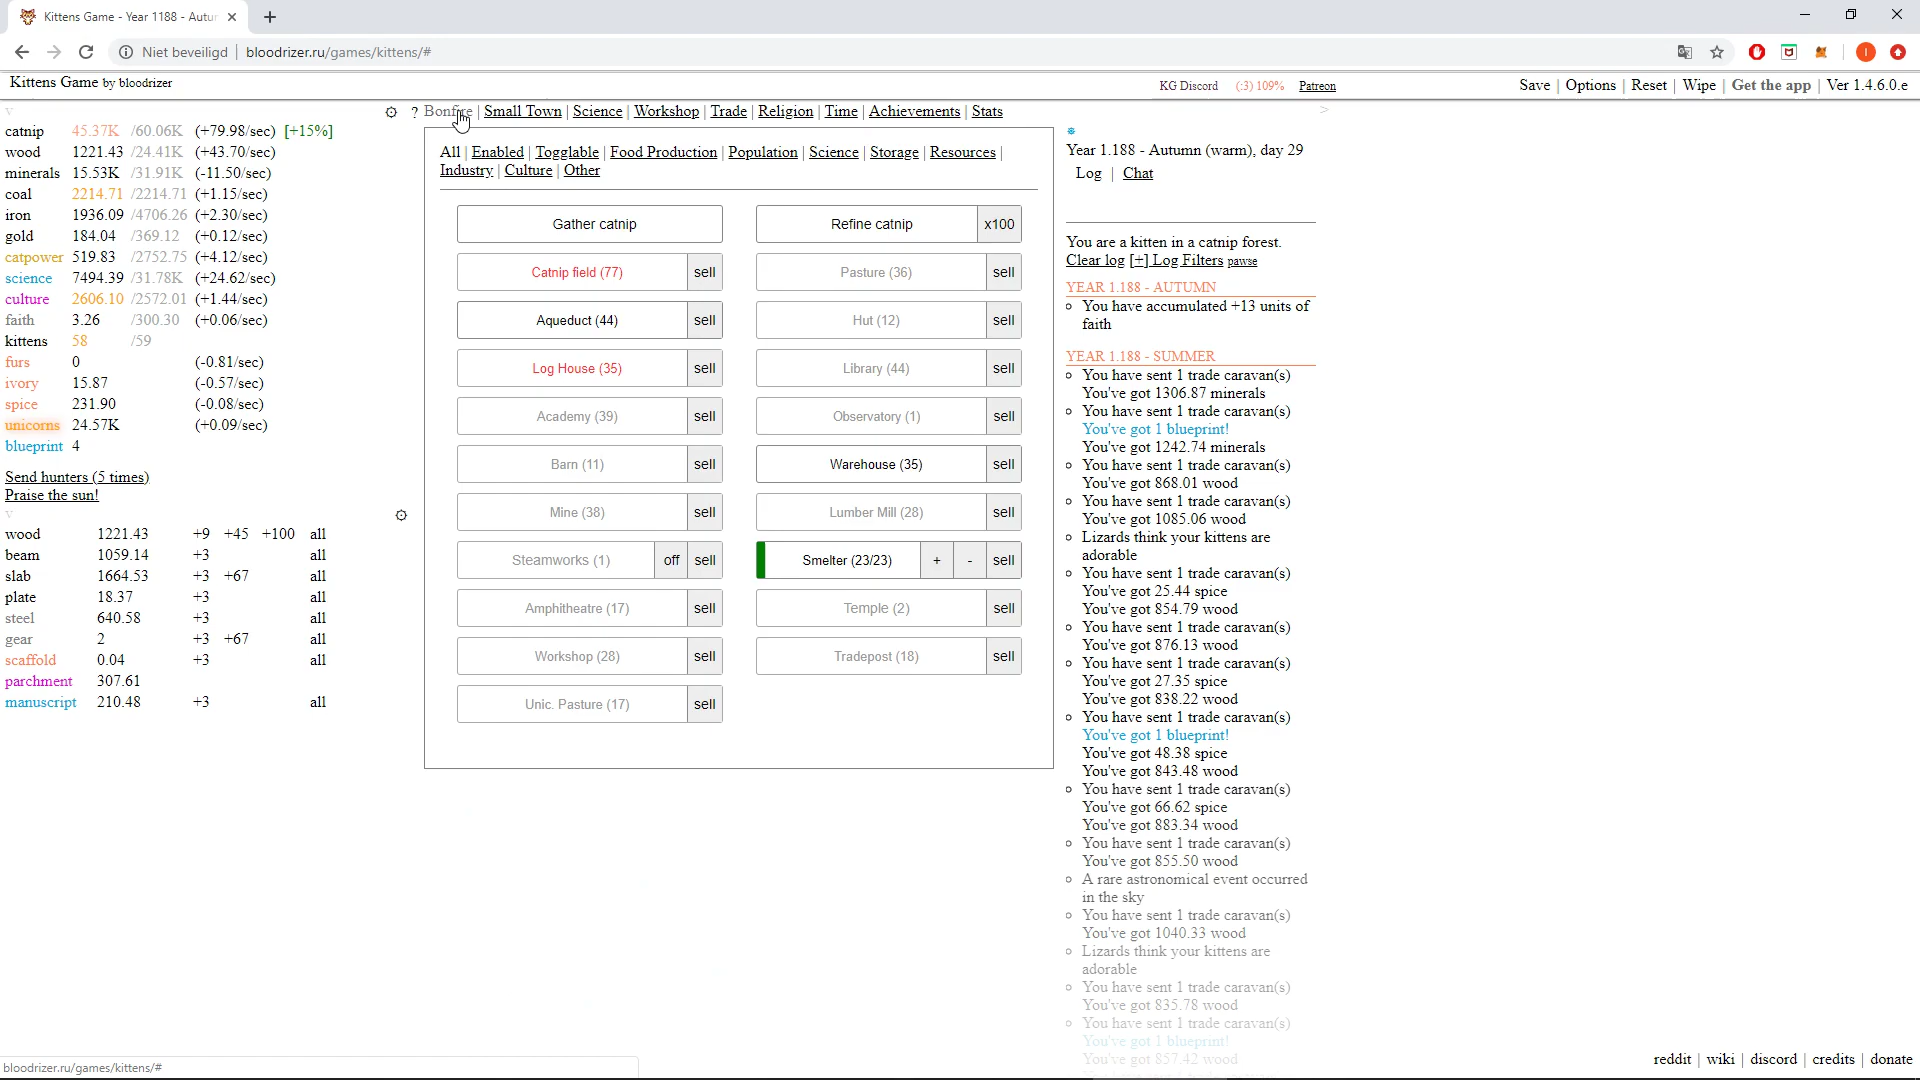 Kittens Game - Year 1188 - Autur
Niet beveiligd | bloodrizer.ru/games/kittens/#
Kittens Game by bloodrizer
KG Discord (:3) 109% Patreon
Save | Options | Reset | Wipe | Get the app | Ver 1.4.6.0.e
? Bonfire | Small Town | Science | Workshop | Trade | Religion | Time | Achievements | Stats
catnip 45.37K /60.06K (+79.98/sec) [+15%]
wood 1221.43 /24.41K (+43.70/sec)
minerals 15.53K /31.91K (-11.50/sec)
coal 2214.71 /2214.71 (+1.15/sec)
iron 1936.09 /4706.26 (+2.30/sec)
gold 184.04 /369.12 (+0.12/sec)
catpower 519.83 /2752.75 (+4.12/sec)
science 7494.39 /31.78K (+24.62/sec)
culture 2606.10 /2572.01 (+1.44/sec)
faith 3.26 /300.30 (+0.06/sec)
kittens 58 /59
furs 0 (-0.81/sec)
ivory 15.87 (-0.57/sec)
spice 231.90 (-0.08/sec)
unicorns 24.57K (+0.09/sec)
blueprint 4
Send hunters (5 times)
Praise the sun!
wood 1221.43 +9 +45 +100 all
beam 1059.14 +3 all
slab 1664.53 +3 +67 all
plate 18.37 +3 all
steel 640.58 +3 all
gear 2 +3 +67 all
scaffold 0.04 +3 all
parchment 307.61
manuscript 210.48 +3 all
All | Enabled | Togglable | Food Production | Population | Science | Storage | Resources |
Industry | Culture | Other
Gather catnip
Refine catnip x100
Catnip field (77) sell
Pasture (36) sell
Aqueduct (44) sell
Hut (12) sell
Log House (35) sell
Library (44) sell
Academy (39) sell
Observatory (1) sell
Barn (11) sell
Warehouse (35) sell
Mine (38) sell
Lumber Mill (28) sell
Steamworks (1) off sell
Smelter (23/23) + - sell
Amphitheatre (17) sell
Temple (2) sell
Workshop (28) sell
Tradepost (18) sell
Unic. Pasture (17) sell
>
Year 1.188 - Autumn (warm), day 29
Log | Chat
You are a kitten in a catnip forest.
Clear log [+] Log Filters pawse
YEAR 1.188 - AUTUMN
You have accumulated +13 units of
faith
YEAR 1.188 - SUMMER
You have sent 1 trade caravan(s)
You've got 1306.87 minerals
You have sent 1 trade caravan(s)
You've got 1 blueprint!
You've got 1242.74 minerals
You have sent 1 trade caravan(s)
You've got 868.01 wood
You have sent 1 trade caravan(s)
You've got 1085.06 wood
Lizards think your kittens are
adorable
You have sent 1 trade caravan(s)
You've got 25.44 spice
You've got 854.79 wood
You have sent 1 trade caravan(s)
You've got 876.13 wood
You have sent 1 trade caravan(s)
You've got 27.35 spice
You've got 838.22 wood
You have sent 1 trade caravan(s)
You've got 1 blueprint!
You've got 48.38 spice
You've got 843.48 wood
You have sent 1 trade caravan(s)
You've got 66.62 spice
You've got 883.34 wood
You have sent 1 trade caravan(s)
You've got 855.50 wood
A rare astronomical event occurred
in the sky
You have sent 1 trade caravan(s)
You've got 1040.33 wood
Lizards think your kittens are
adorable
You have sent 1 trade caravan(s)
You've got 835.78 wood
You have sent 1 trade caravan(s)
You've got 1 blueprint!
You've got 857.42 wood
bloodrizer.ru/games/kittens/#
reddit | wiki | discord | credits | donate